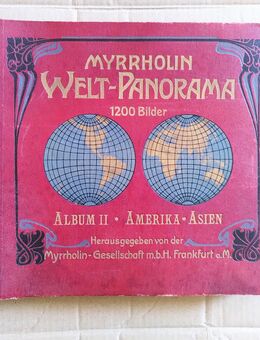 MYRRHOLIN
WELT-PANORAMA
1200 Bilder
ALBUM II • AMERIKA • ASIEN
Herausgegeben von der
Myrrholin-Gesellschaft m.b.H. Frankfurt a.M.